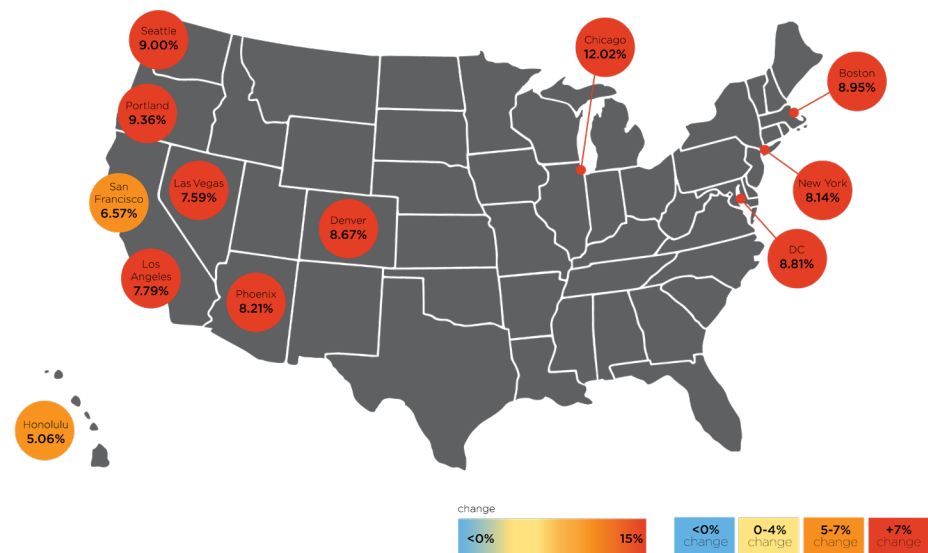 Seattle
9.00%
Portland
9.36%
San
Francisco
6.57%
Las Vegas
7.59%
Los
Angeles
7.79%
Phoenix
8.21%
Denver
8.67%
Chicago
12.02%
Boston
8.95%
New York
8.14%
DC
8.81%
Honolulu
5.06%
change
<0% 15%
<0%
change
0-4%
change
5-7%
change
+7%
change